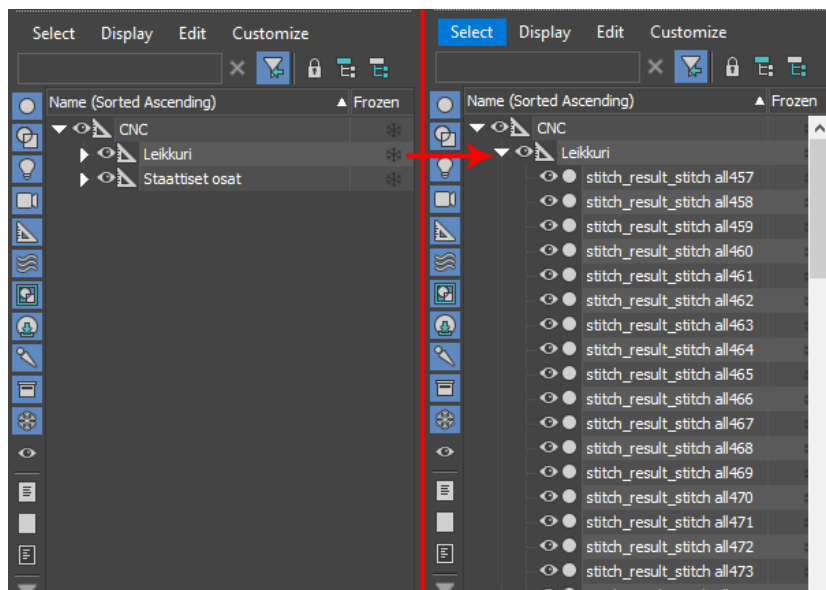 Select Display Edit Customize
Name (Sorted Ascending) Frozen
CNC
Leikkuri
Staattiset osat
Select Display Edit Customize
Name (Sorted Ascending) Frozen
CNC
Leikkuri
stitch_result_stitch all457
stitch_result_stitch all458
stitch_result_stitch all459
stitch_result_stitch all460
stitch_result_stitch all461
stitch_result_stitch all462
stitch_result_stitch all463
stitch_result_stitch all464
stitch_result_stitch all465
stitch_result_stitch all466
stitch_result_stitch all467
stitch_result_stitch all468
stitch_result_stitch all469
stitch_result_stitch all470
stitch_result_stitch all471
stitch_result_stitch all472
stitch_result_stitch all473